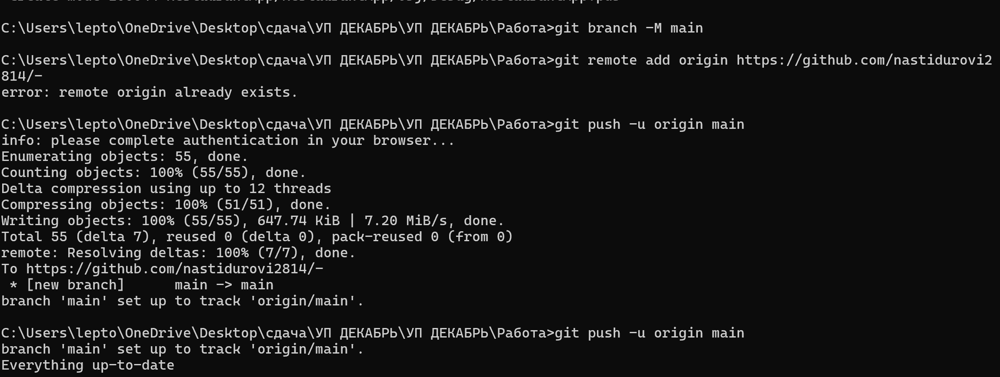 C:\Users\lepto\OneDrive\Desktop\сдача\УП ДЕКАБРЬ\УП ДЕКАБРЬ\Работа>git branch -M main
C:\Users\lepto\OneDrive\Desktop\сдача\УП ДЕКАБРЬ\УП ДЕКАБРЬ\Работа>git remote add origin https://github.com/nastidurovi2
814/-
error: remote origin already exists.
C:\Users\lepto\OneDrive\Desktop\сдача\УП ДЕКАБРЬ\УП ДЕКАБРЬ\Работа>git push -u origin main
info: please complete authentication in your browser...
Enumerating objects: 55, done.
Counting objects: 100% (55/55), done.
Delta compression using up to 12 threads
Compressing objects: 100% (51/51), done.
Writing objects: 100% (55/55), 647.74 KiB | 7.20 MiB/s, done.
Total 55 (delta 7), reused 0 (delta 0), pack-reused 0 (from 0)
remote: Resolving deltas: 100% (7/7), done.
To https://github.com/nastidurovi2814/-
 * [new branch]      main -> main
branch 'main' set up to track 'origin/main'.
C:\Users\lepto\OneDrive\Desktop\сдача\УП ДЕКАБРЬ\УП ДЕКАБРЬ\Работа>git push -u origin main
branch 'main' set up to track 'origin/main'.
Everything up-to-date